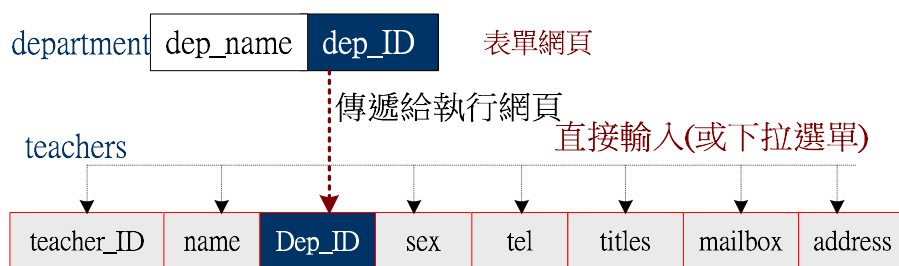 department dep_name dep_ID 表單網頁
傳遞給執行網頁
teachers 直接輸入(或下拉選單)
teacher_ID name Dep_ID sex tel titles mailbox address